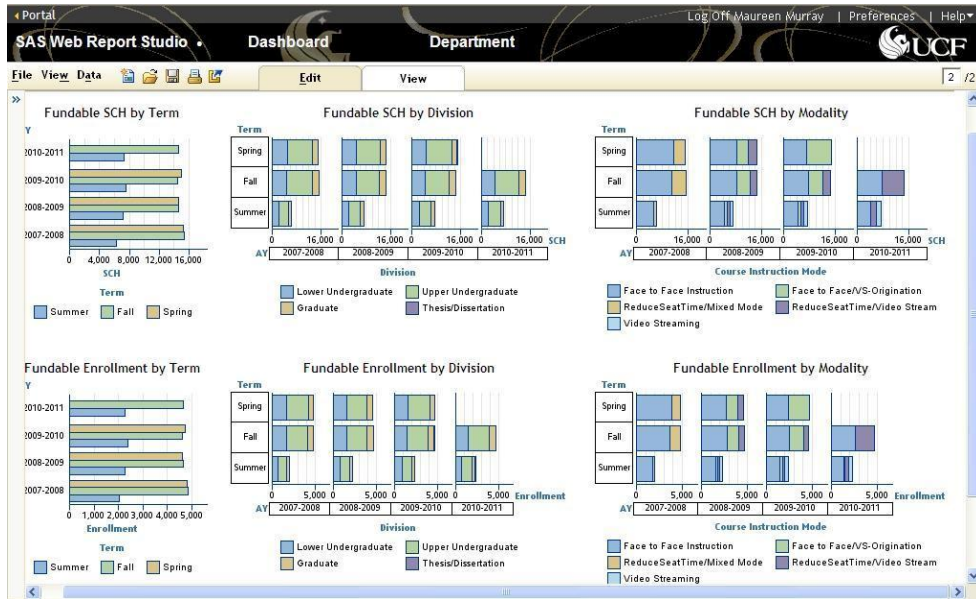 Portal
Log Off Maureen Murray | Preferences | Help
SAS Web Report Studio • Dashboard Department
UCF
File View Data Edit View 2 /2
Fundable SCH by Term
Y
2010-2011
2009-2010
2008-2009
2007-2008
0 4,000 8,000 12,000 16,000
SCH
Term
Summer Fall Spring
Fundable SCH by Division
Term
Spring
Fall
Summer
0 16,000 0 16,000 0 16,000 0 16,000 SCH
AY 2007-2008 2008-2009 2009-2010 2010-2011
Division
Lower Undergraduate Upper Undergraduate
Graduate Thesis/Dissertation
Fundable SCH by Modality
Term
Spring
Fall
Summer
0 16,000 0 16,000 0 16,000 0 16,000 SCH
AY 2007-2008 2008-2009 2009-2010 2010-2011
Course Instruction Mode
Face to Face Instruction Face to Face/VS-Origination
ReduceSeatTime/Mixed Mode ReduceSeatTime/Video Stream
Video Streaming
Fundable Enrollment by Term
Y
2010-2011
2009-2010
2008-2009
2007-2008
0 1,000 2,000 3,000 4,000 5,000
Enrollment
Term
Summer Fall Spring
Fundable Enrollment by Division
Term
Spring
Fall
Summer
0 5,000 0 5,000 0 5,000 0 5,000 Enrollment
AY 2007-2008 2008-2009 2009-2010 2010-2011
Division
Lower Undergraduate Upper Undergraduate
Graduate Thesis/Dissertation
Fundable Enrollment by Modality
Term
Spring
Fall
Summer
0 5,000 0 5,000 0 5,000 0 5,000 Enrollment
AY 2007-2008 2008-2009 2009-2010 2010-2011
Course Instruction Mode
Face to Face Instruction Face to Face/VS-Origination
ReduceSeatTime/Mixed Mode ReduceSeatTime/Video Stream
Video Streaming